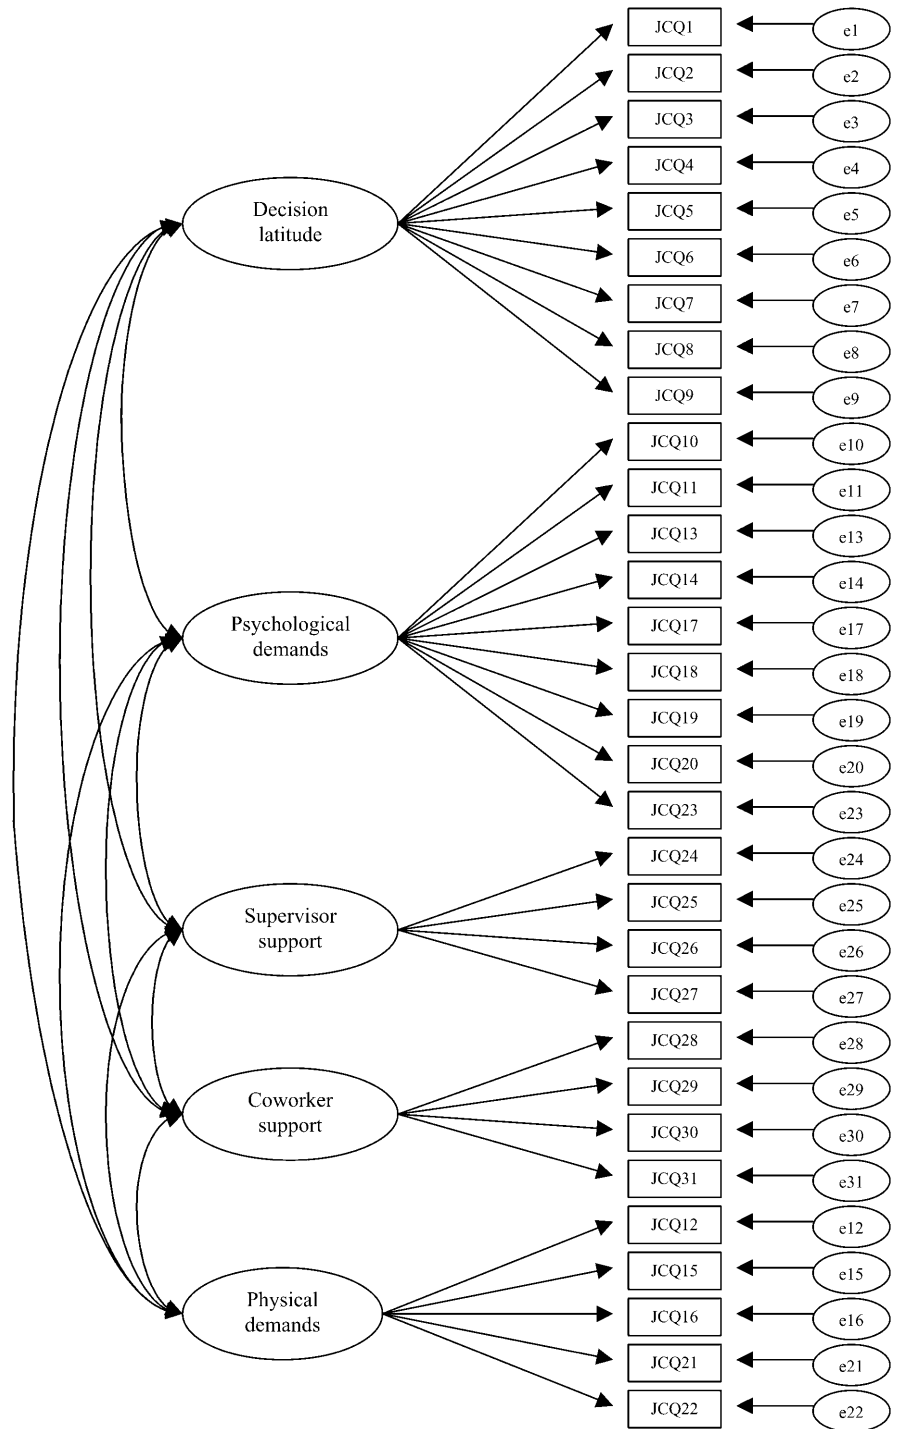 JCQ1
e1
JCQ2
e2
JCQ3
e3
JCQ4
e4
Decision
latitude
JCQ5
e5
JCQ6
e6
JCQ7
e7
JCQ8
e8
JCQ9
e9
JCQ10
e10
JCQ11
e11
JCQ13
e13
JCQ14
e14
Psychological
demands
JCQ17
e17
JCQ18
e18
JCQ19
e19
JCQ20
e20
JCQ23
e23
JCQ24
e24
Supervisor
support
JCQ25
e25
JCQ26
e26
JCQ27
e27
JCQ28
e28
Coworker
support
JCQ29
e29
JCQ30
e30
JCQ31
e31
JCQ12
e12
JCQ15
e15
Physical
demands
JCQ16
e16
JCQ21
e21
JCQ22
e22